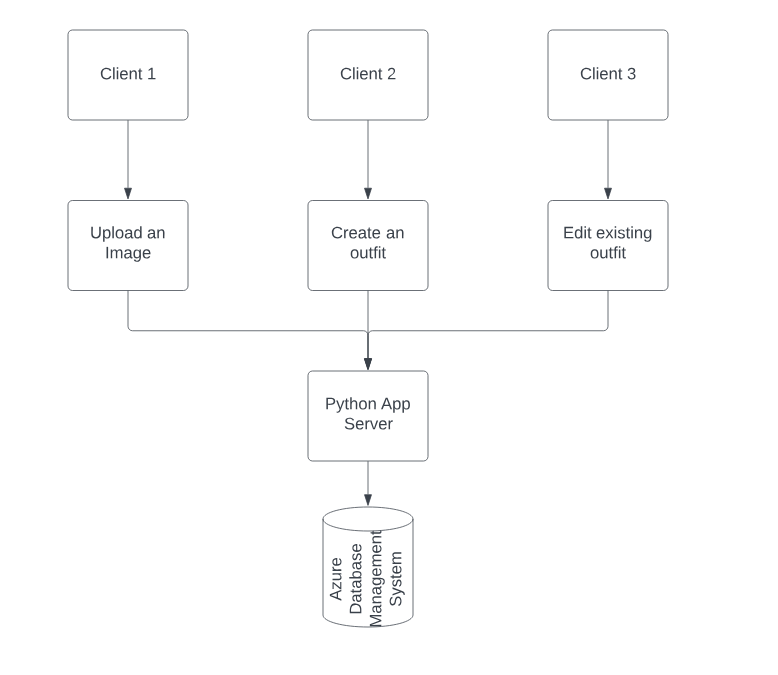 Client 1
Client 2
Client 3
Upload an
Image
Create an
outfit
Edit existing
outfit
Python App
Server
Azure
Database
Management
System